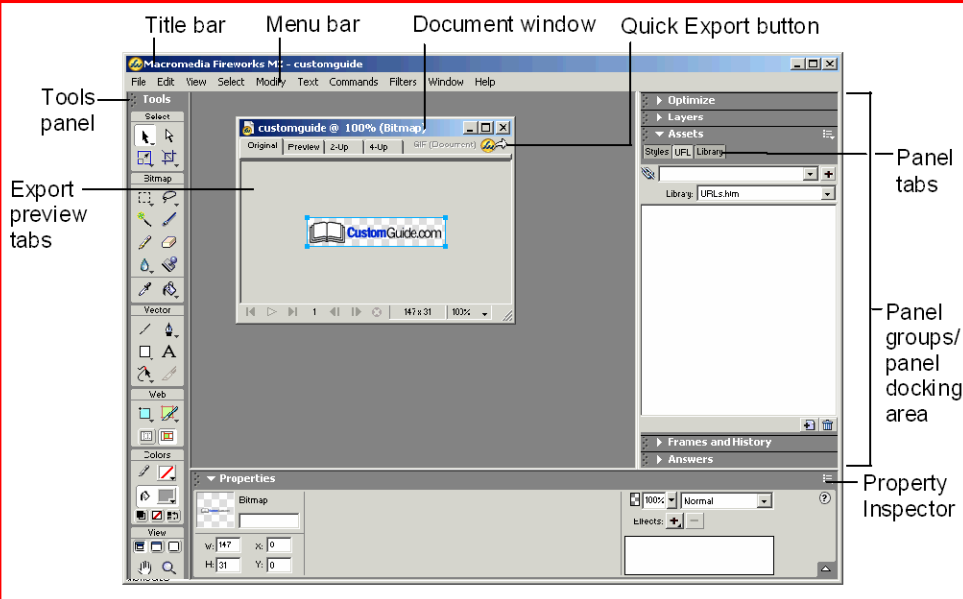 Title bar
Menu bar
Document window
Quick Export button
Macromedia Fireworks MX - customguide
File Edit View Select Modify Text Commands Filters Window Help
Tools panel
Tools
Select
Bitmap
Vector
Web
Colors
View
Export preview tabs
customguide @ 100% (Bitmap)
Original Preview 2-Up 4-Up GIF (Document)
CustomGuide.com
1 147 x 31 100%
Optimize
Layers
Assets
Styles URL Library
Library: URLs.htm
Frames and History
Answers
Panel tabs
Panel groups/ panel docking area
Properties
Bitmap
W: 147 X: 0
H: 31 Y: 0
100% Normal ?
Effects:
Property Inspector